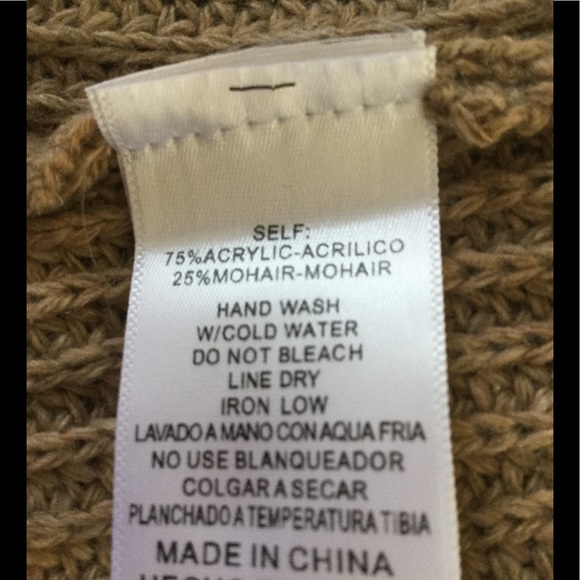 SELF:
75%ACRYLIC-ACRILICO
25%MOHAIR-MOHAIR
HAND WASH
W/COLD WATER
DO NOT BLEACH
LINE DRY
IRON LOW
LAVADO A MANO CON AQUA FRIA
NO USE BLANQUEADOR
COLGAR A SECAR
PLANCHADO A TEMPERATURA TIBIA
MADE IN CHINA